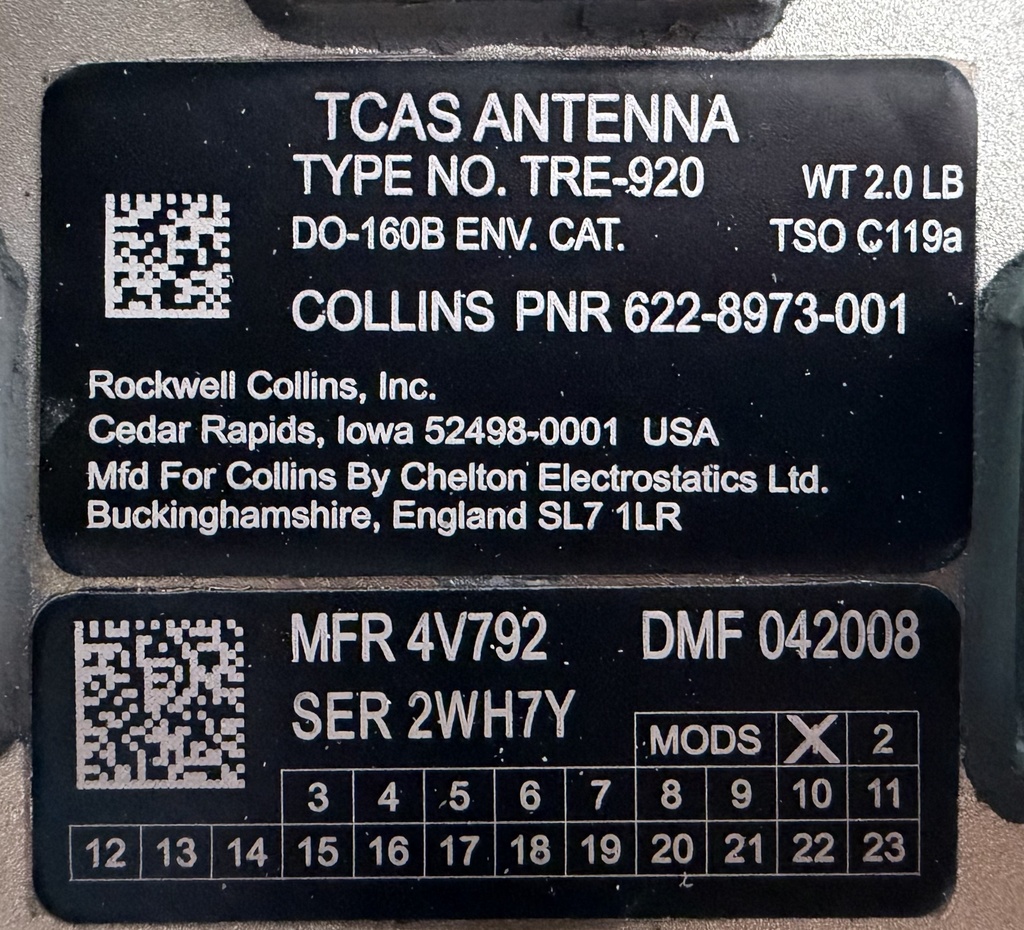 TCAS ANTENNA
TYPE NO. TRE-920 WT 2.0 LB
DO-160B ENV. CAT. TSO C119a
COLLINS PNR 622-8973-001
Rockwell Collins, Inc.
Cedar Rapids, Iowa 52498-0001 USA
Mfd For Collins By Chelton Electrostatics Ltd.
Buckinghamshire, England SL7 1LR
MFR 4V792 DMF 042008
SER 2WH7Y
MODS X 2
3 4 5 6 7 8 9 10 11
12 13 14 15 16 17 18 19 20 21 22 23